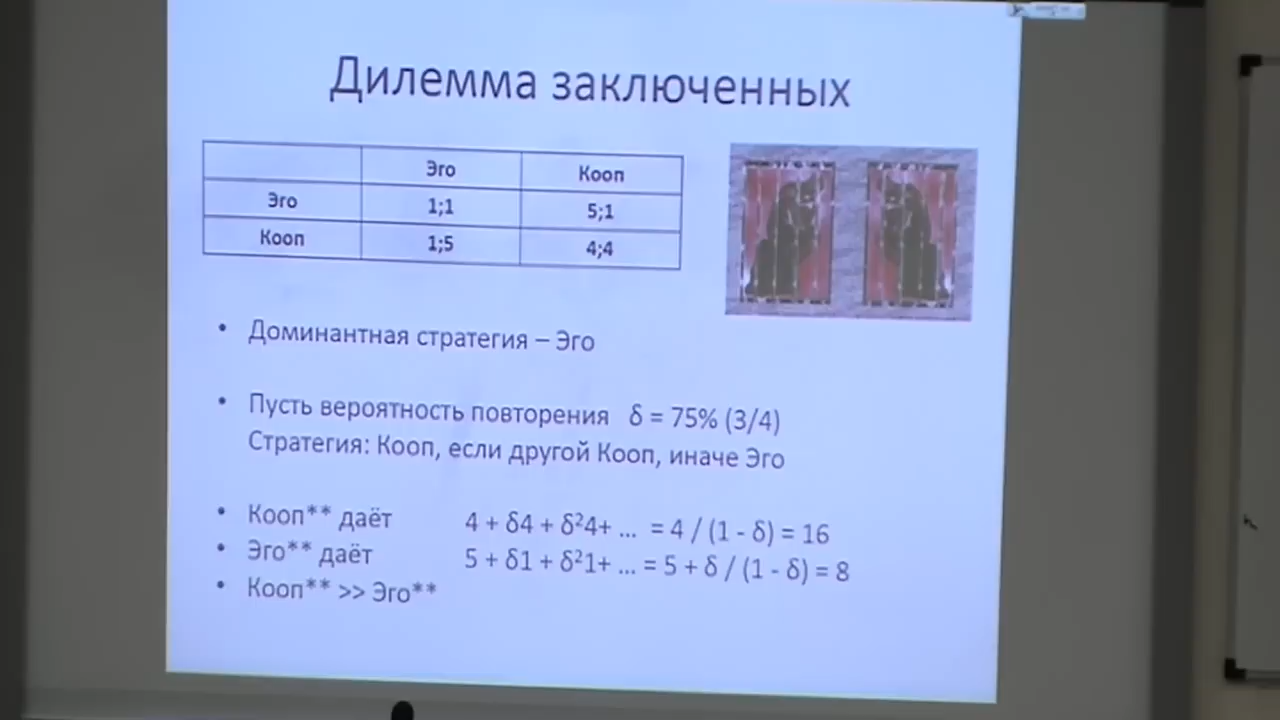 Дилемма заключенных
Эго Кооп
Эго 1;1 5;1
Кооп 1;5 4;4
• Доминантная стратегия – Эго
• Пусть вероятность повторения δ = 75% (3/4)
Стратегия: Кооп, если другой Кооп, иначе Эго
• Кооп** даёт 4 + δ4 + δ²4+ ... = 4 / (1 - δ) = 16
• Эго** даёт 5 + δ1 + δ²1+ ... = 5 + δ / (1 - δ) = 8
• Кооп** >> Эго**